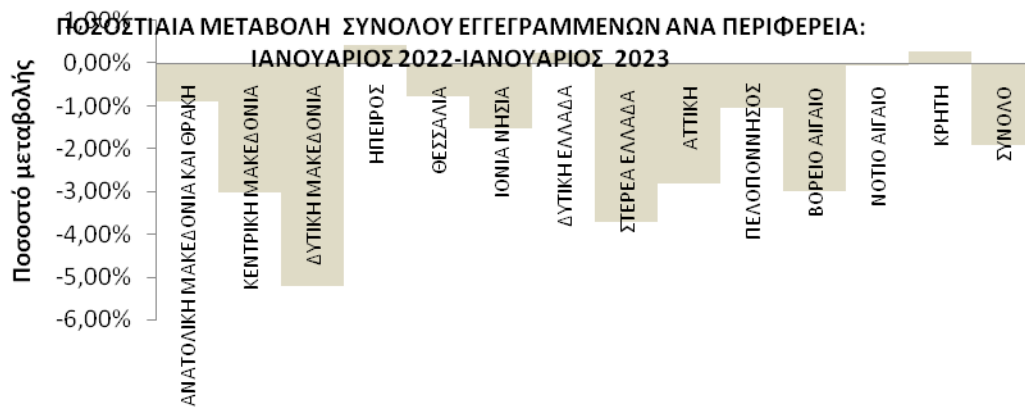 ΠΟΣΟΣΤΙΑΙΑ ΜΕΤΑΒΟΛΗ ΣΥΝΟΛΟΥ ΕΓΓΕΓΡΑΜΜΕΝΩΝ ΑΝΑ ΠΕΡΙΦΕΡΕΙΑ:
ΙΑΝΟΥΑΡΙΟΣ 2022-ΙΑΝΟΥΑΡΙΟΣ 2023
Ποσοστό μεταβολής
1,00%
0,00%
-1,00%
-2,00%
-3,00%
-4,00%
-5,00%
-6,00%
ΑΝΑΤΟΛΙΚΗ ΜΑΚΕΔΟΝΙΑ ΚΑΙ ΘΡΑΚΗ
ΚΕΝΤΡΙΚΗ ΜΑΚΕΔΟΝΙΑ
ΔΥΤΙΚΗ ΜΑΚΕΔΟΝΙΑ
ΗΠΕΙΡΟΣ
ΘΕΣΣΑΛΙΑ
ΙΟΝΙΑ ΝΗΣΙΑ
ΔΥΤΙΚΗ ΕΛΛΑΔΑ
ΣΤΕΡΕΑ ΕΛΛΑΔΑ
ΑΤΤΙΚΗ
ΠΕΛΟΠΟΝΝΗΣΟΣ
ΒΟΡΕΙΟ ΑΙΓΑΙΟ
ΝΟΤΙΟ ΑΙΓΑΙΟ
ΚΡΗΤΗ
ΣΥΝΟΛΟ